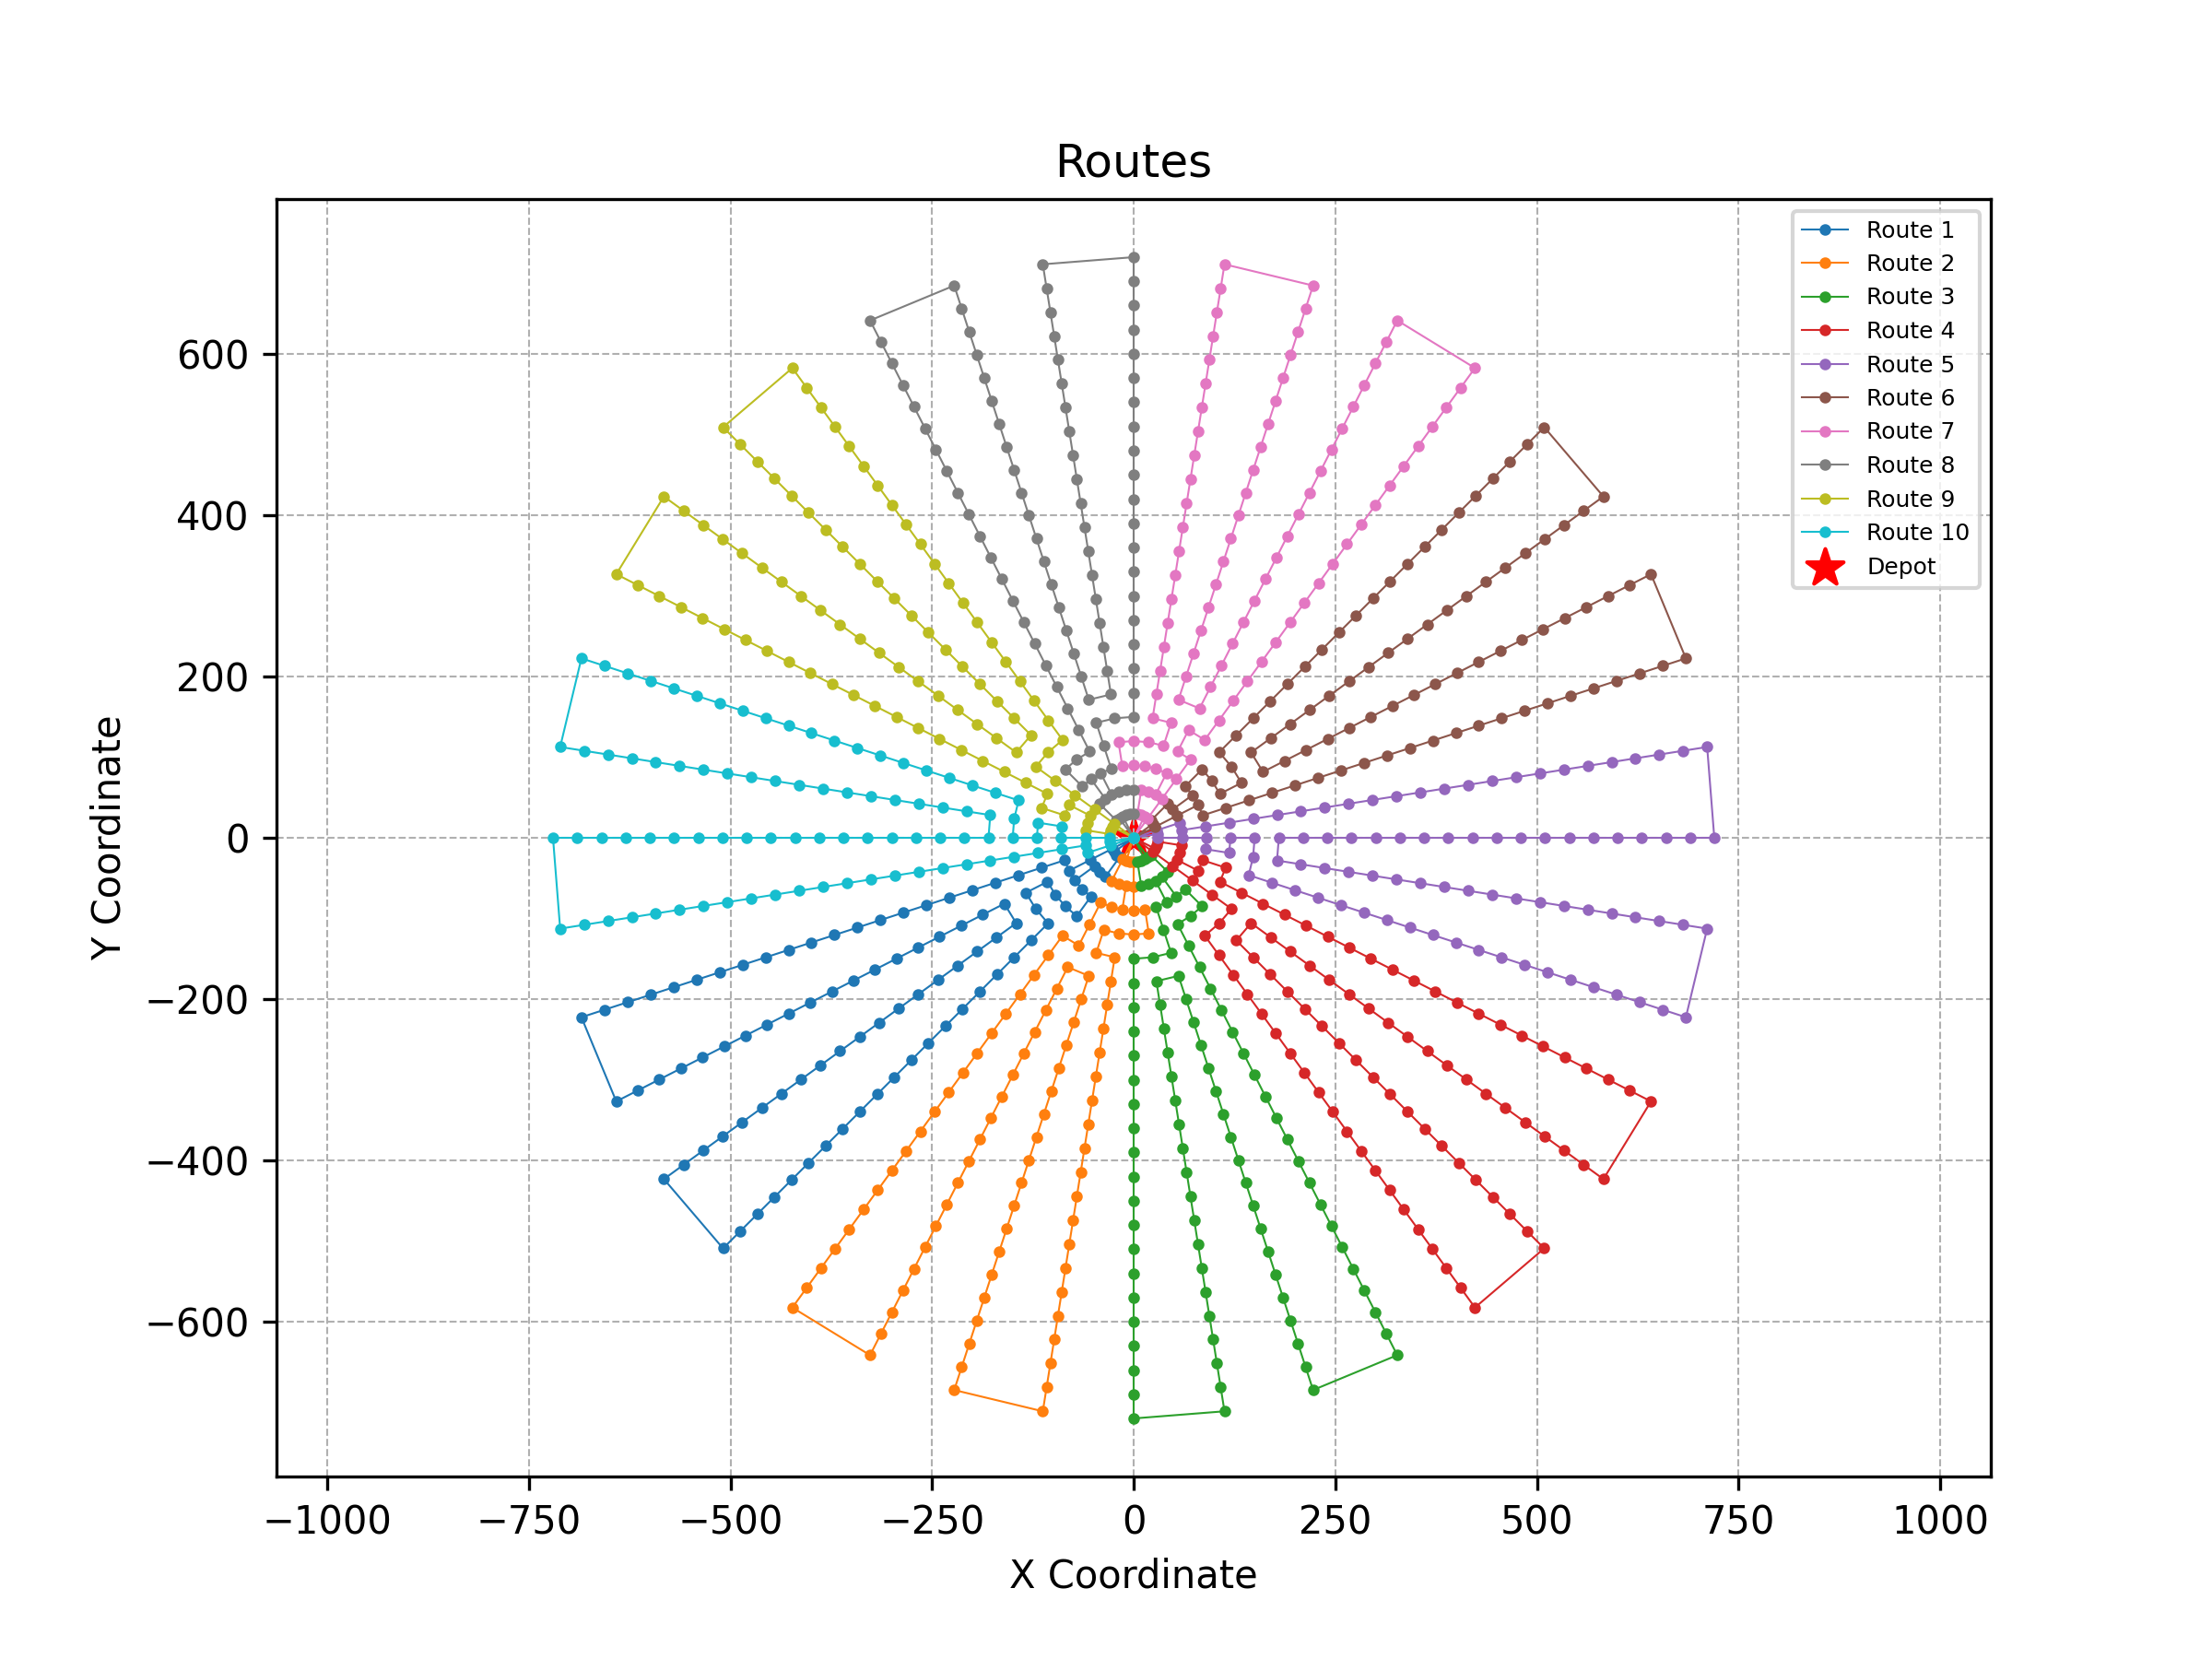 Routes
Route 1
Route 2
Route 3
Route 4
Route 5
Route 6
Route 7
Route 8
Route 9
Route 10
Depot
600
400
200
0
−200
−400
−600
Y Coordinate
−1000
−750
−500
−250
0
250
500
750
1000
X Coordinate